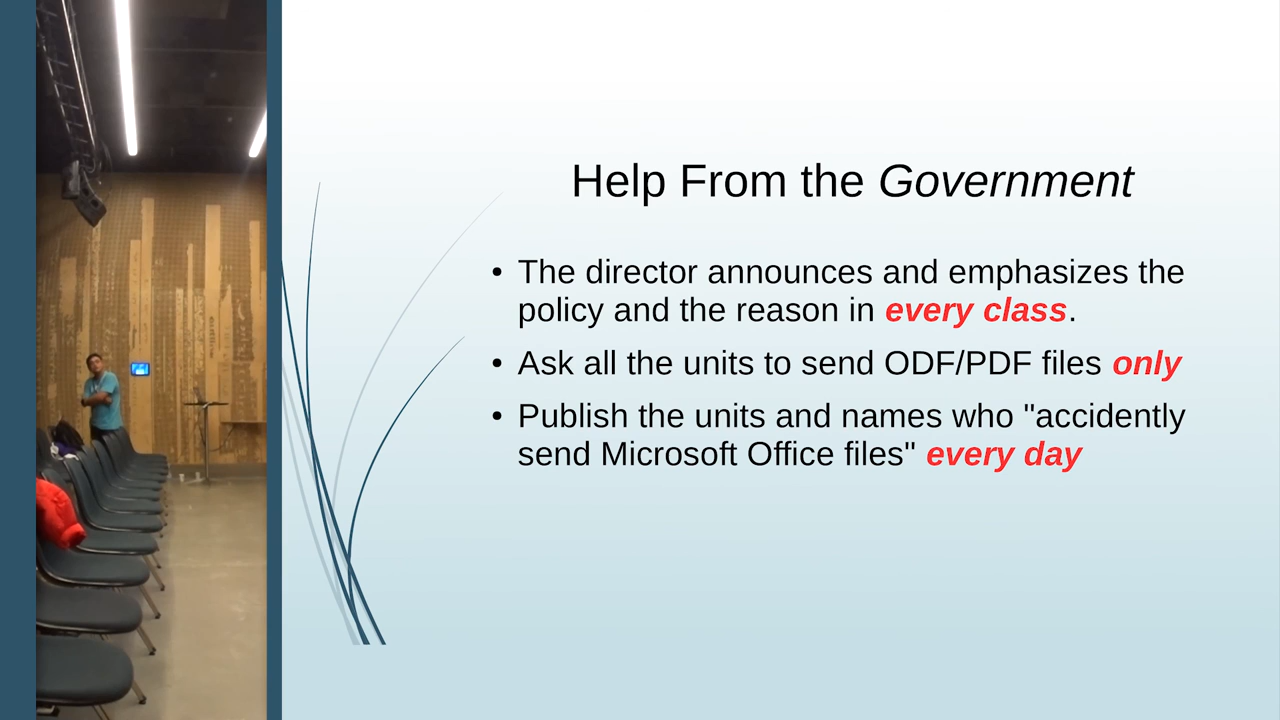 Help From the Government
• The director announces and emphasizes the
policy and the reason in every class.
• Ask all the units to send ODF/PDF files only
• Publish the units and names who "accidently
send Microsoft Office files" every day